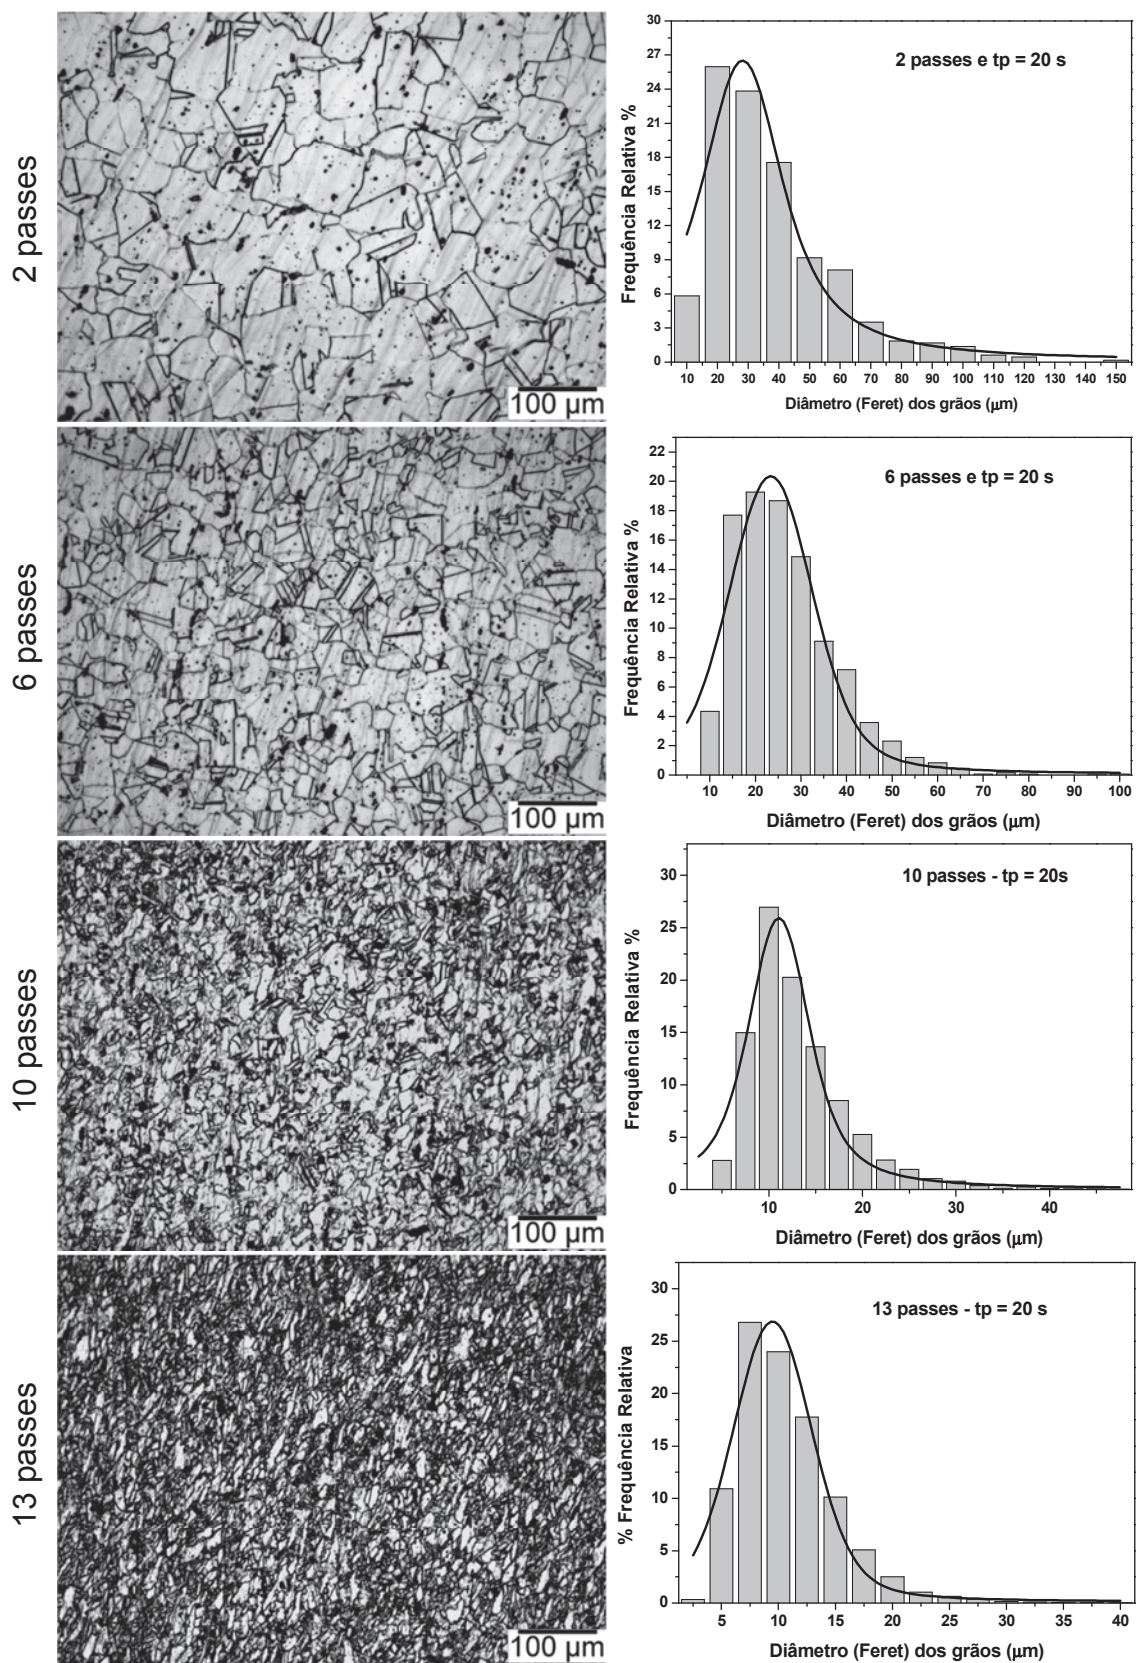 2 passes
100 µm
30
27
24
21
18
15
12
9
6
3
0
Frequência Relativa %
2 passes e tp = 20 s
10 20 30 40 50 60 70 80 90 100 110 120 130 140 150
Diâmetro (Feret) dos grãos (µm)
6 passes
100 µm
22
20
18
16
14
12
10
8
6
4
2
0
Frequência Relativa %
6 passes e tp = 20 s
10 20 30 40 50 60 70 80 90 100
Diâmetro (Feret) dos grãos (µm)
10 passes
100 µm
30
25
20
15
10
5
0
Frequência Relativa %
10 passes - tp = 20s
10 20 30 40
Diâmetro (Feret) dos grãos (µm)
13 passes
100 µm
30
25
20
15
10
5
0
% Frequência Relativa
13 passes - tp = 20 s
5 10 15 20 25 30 35 40
Diâmetro (Feret) dos grãos (µm)